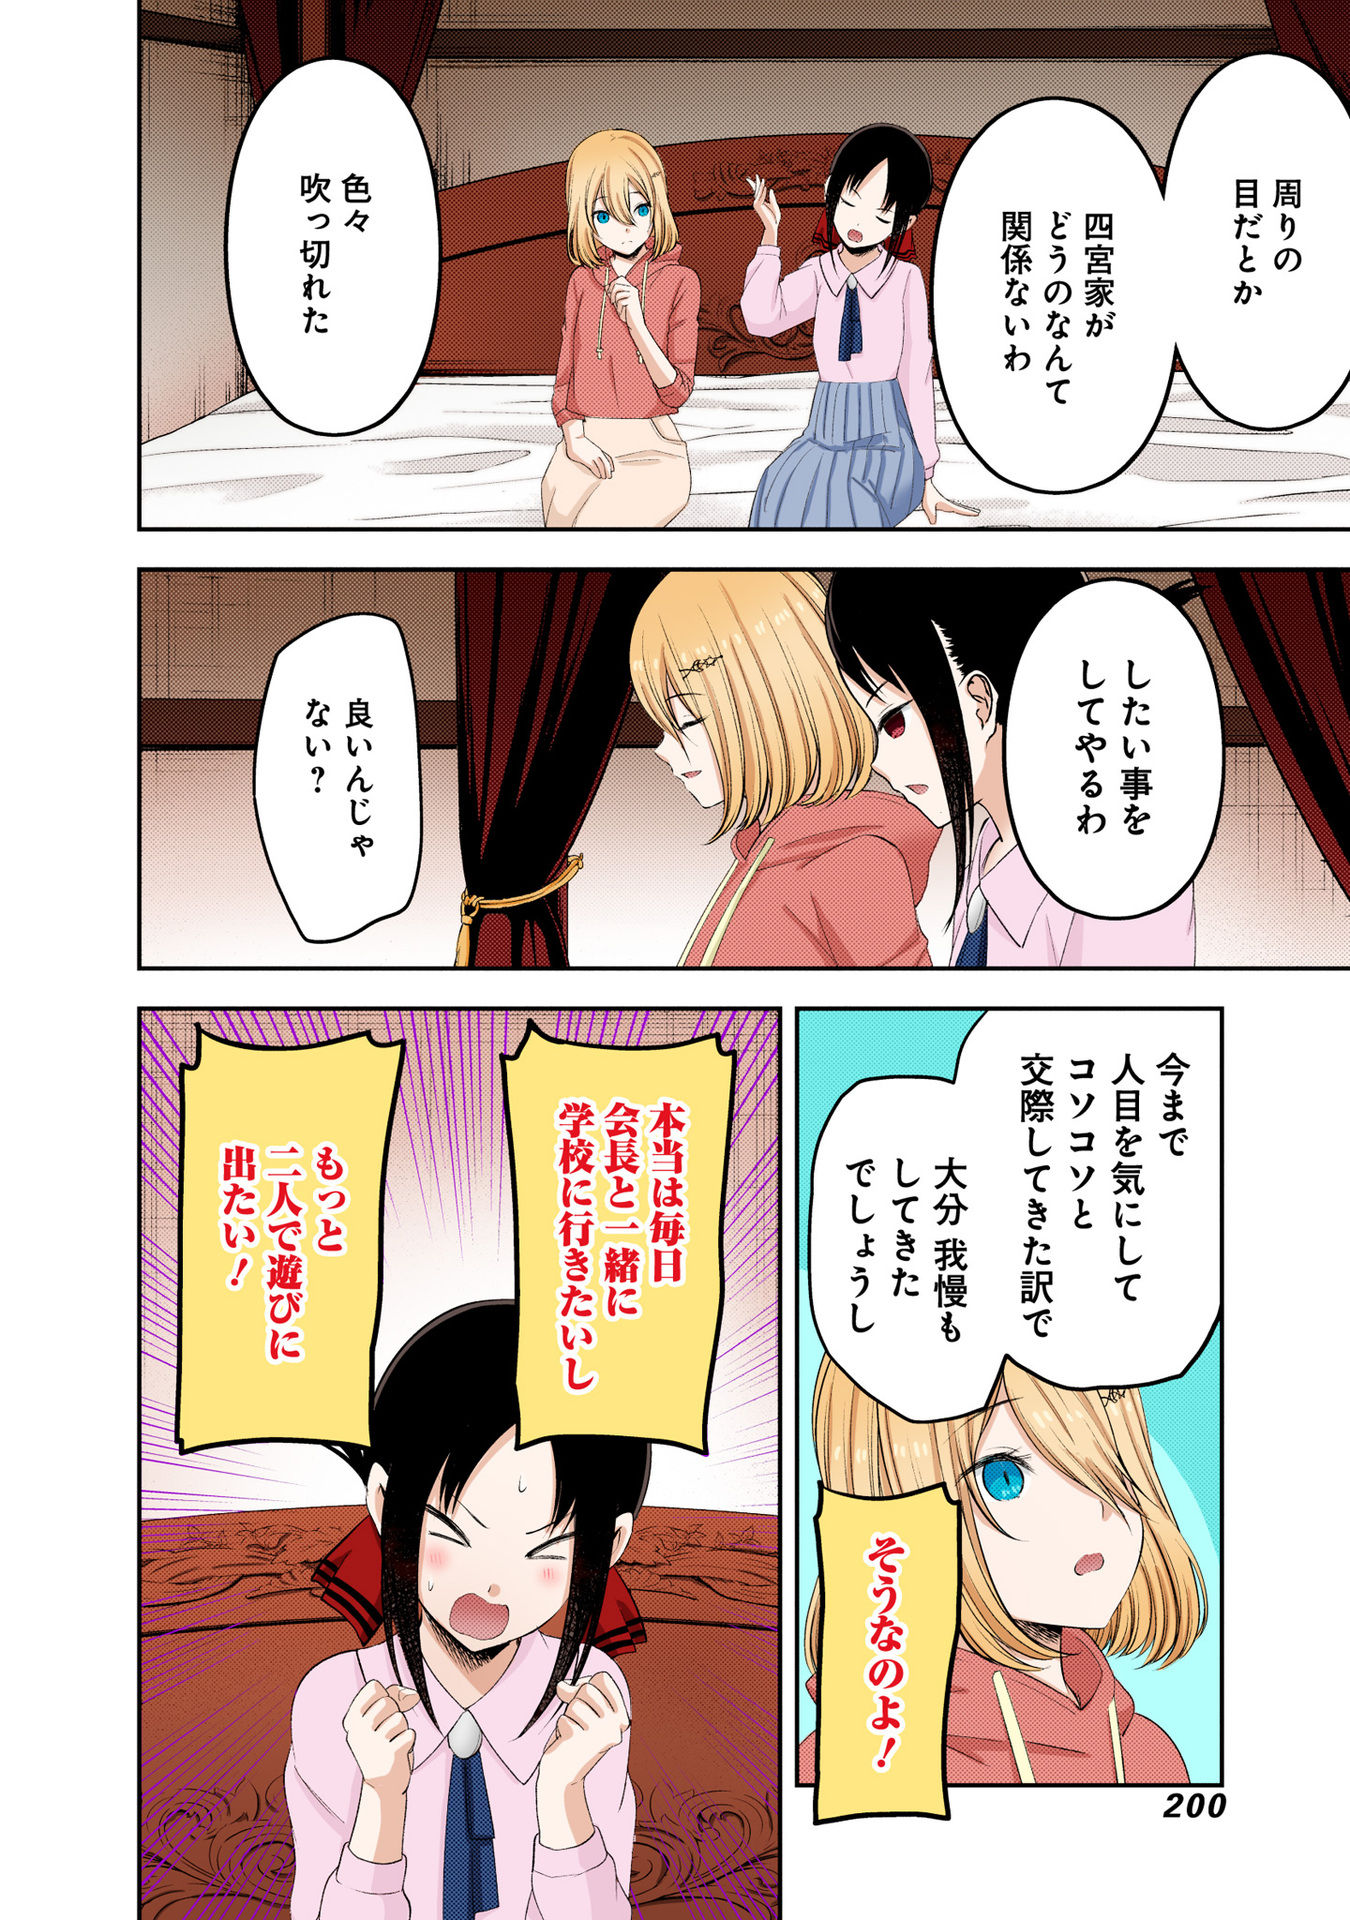 周りの
目だとか
四宮家が
どうのなんて
関係ないわ
色々
吹っ切れた
したい事を
してやるわ
良いんじゃ
ない？
今まで
人目を気にして
コソコソと
交際してきた訳で
大分 我慢も
してきた
でしょうし
そうなのよ！
本当は毎日
会長と一緒に
学校に行きたいし
もっと
二人で遊びに
出たい！
200